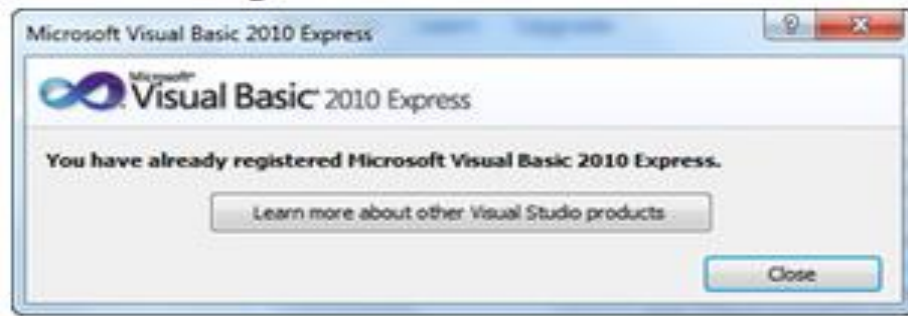 Microsoft Visual Basic 2010 Express
Microsoft
Visual Basic 2010 Express
You have already registered Microsoft Visual Basic 2010 Express.
Learn more about other Visual Studio products
Close